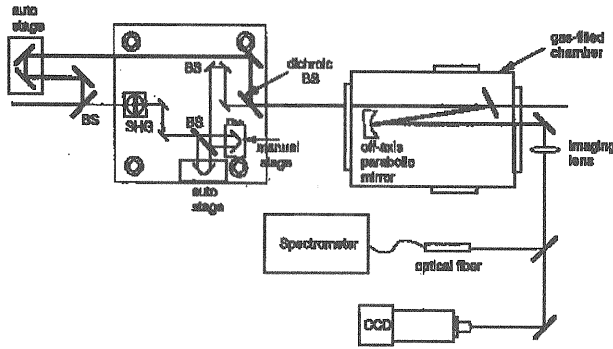 auto
stage
BS
SHG
BS
BS
dichroic
BS
manual
stage
auto
stage
gas-filled
chamber
off-axis
parabolic
mirror
imaging
lens
Spectrometer
optical fiber
CCD